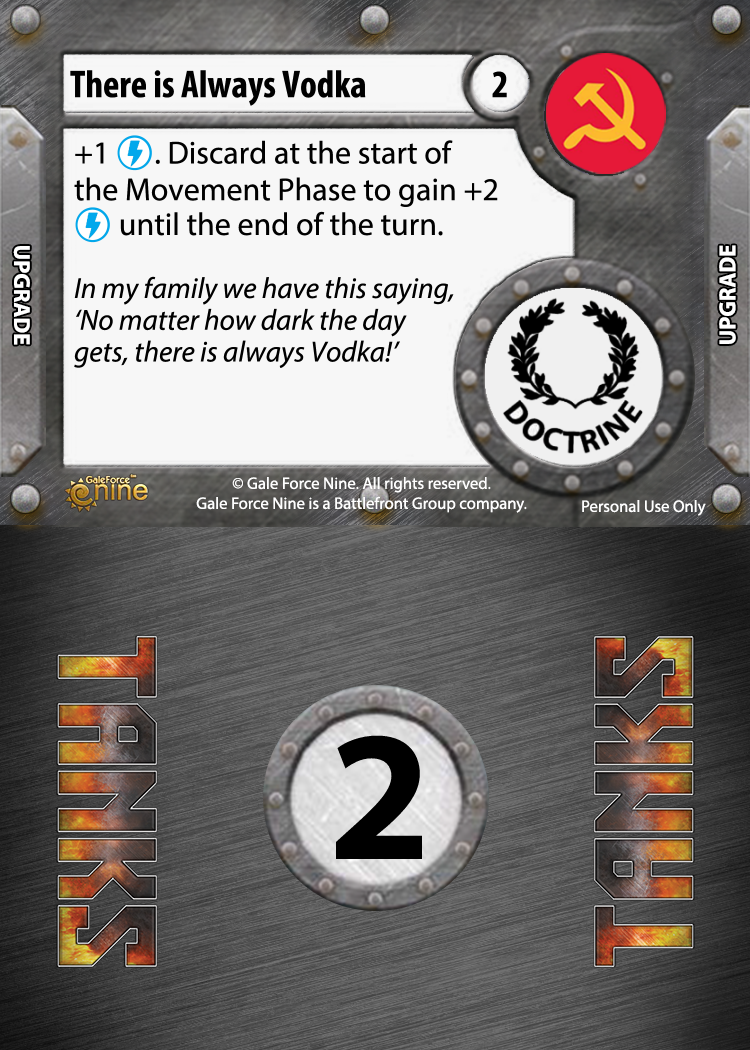 There is Always Vodka
2
+1 . Discard at the start of
the Movement Phase to gain +2
until the end of the turn.
In my family we have this saying,
‘No matter how dark the day
gets, there is always Vodka!’
UPGRADE
UPGRADE
DOCTRINE
GaleForce™
nine
© Gale Force Nine. All rights reserved.
Gale Force Nine is a Battlefront Group company.
Personal Use Only
TANKS
2
TANKS